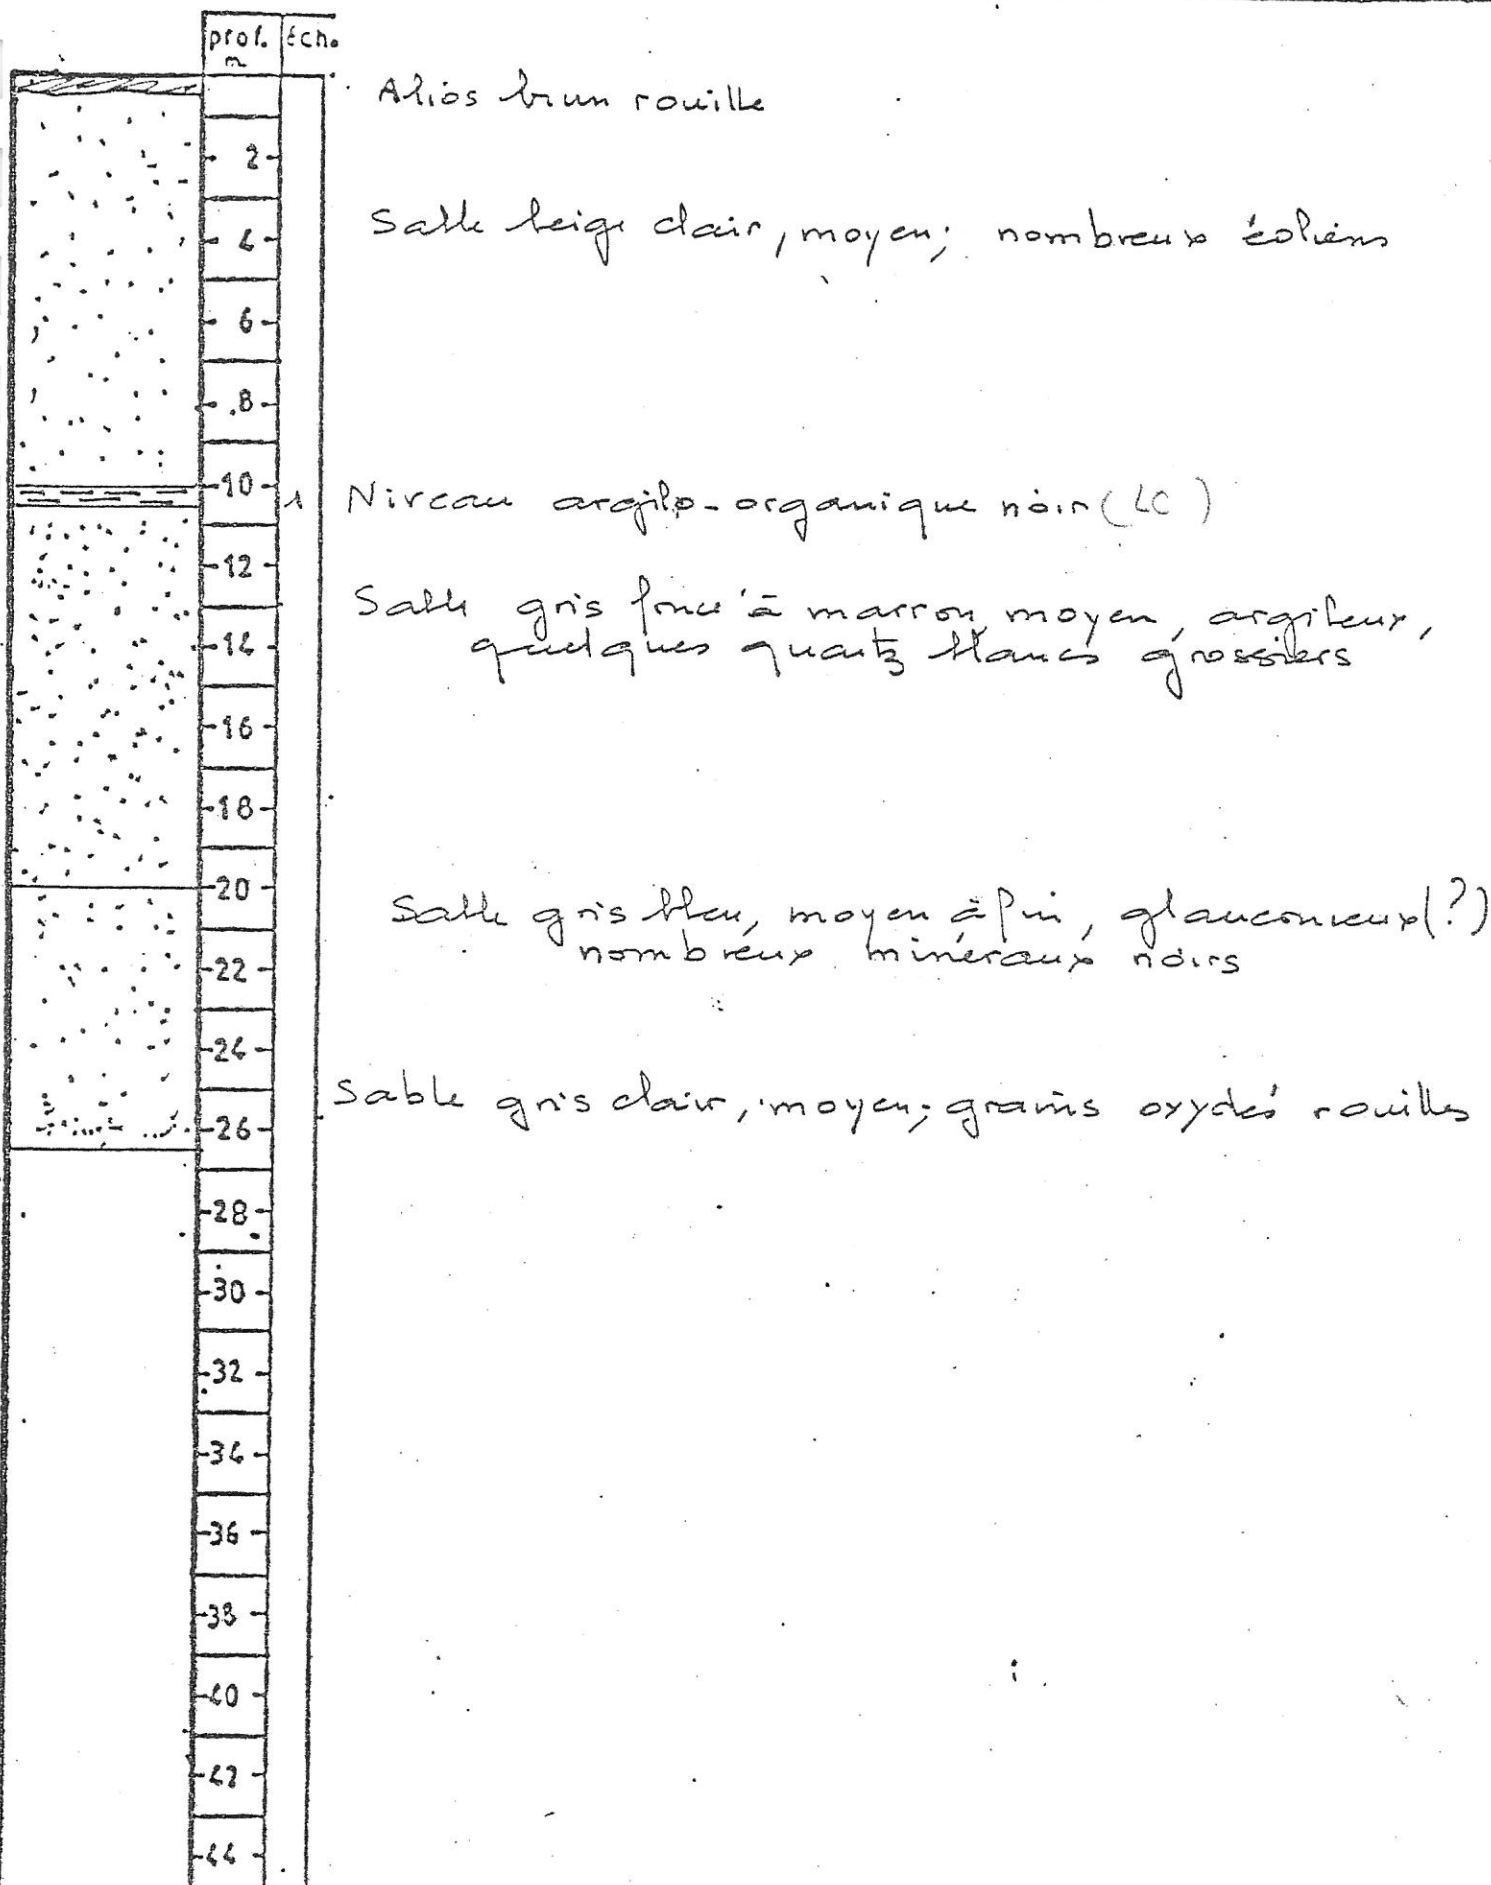 prof. Ech.
m
Alios brun rouille
2
Sable beige clair, moyen; nombreux éoliens
4
6
8
10
1 Niveau argilo-organique noir (LC)
12
Sable gris foncé à marron, moyen, argileux,
14 quelques quartz blancs grossiers
16
18
20
Sable gris bleu, moyen à fin, glauconieux (?)
nombreux minéraux noirs
22
24
Sable gris clair, moyen; grains oxydés rouilles
26
28
30
32
34
36
38
40
42
44